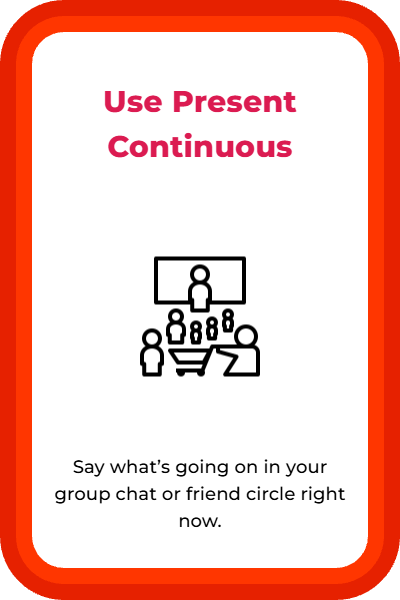 Use Present
Continuous
Say what’s going on in your
group chat or friend circle right
now.